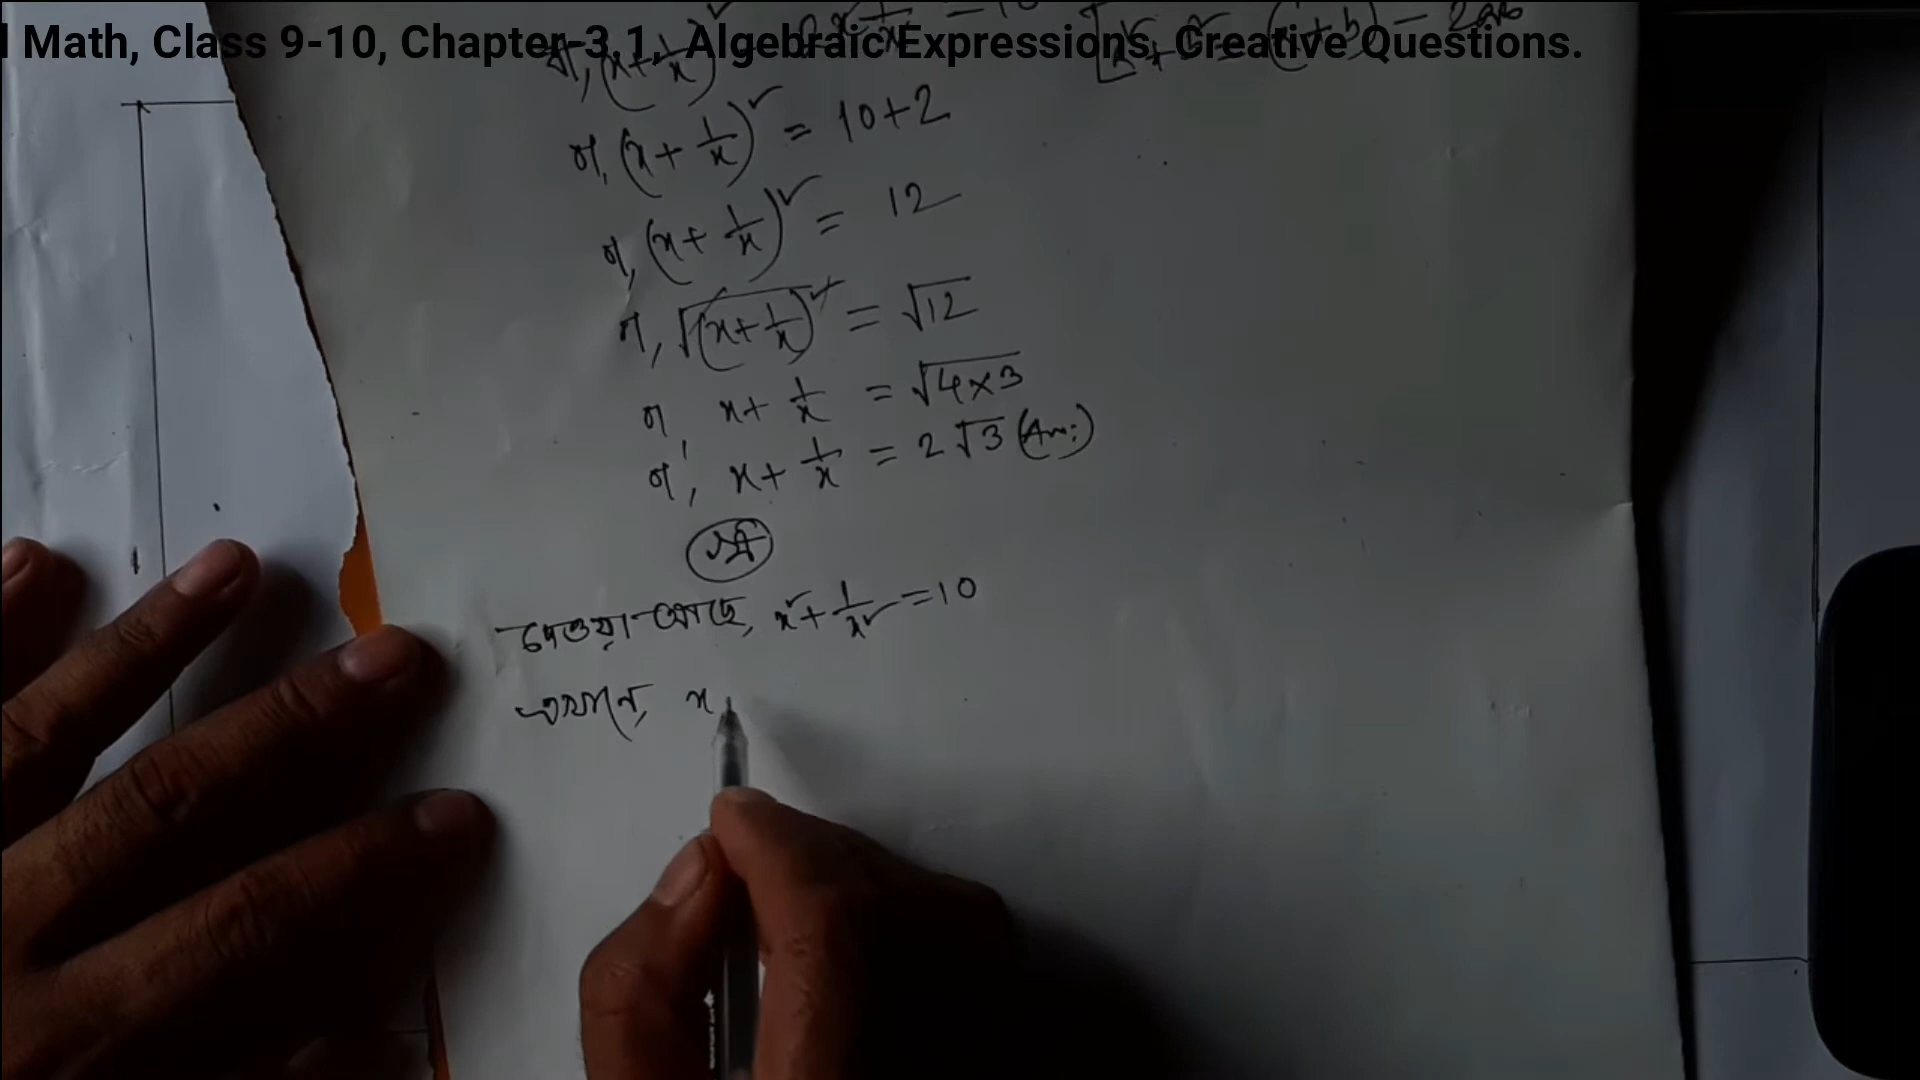 l Math, Class 9-10, Chapter-3.1, Algebraic Expressions, Creative Questions.
বা, (x + 1/x)² = 10+2
বা, (x + 1/x)² = 12
বা, √(x + 1/x)² = √12
বা, x + 1/x = √4×3
বা, x + 1/x = 2√3 (Ans:)
দেওয়া আছে, x² + 1/x² = 10
এখানে, x